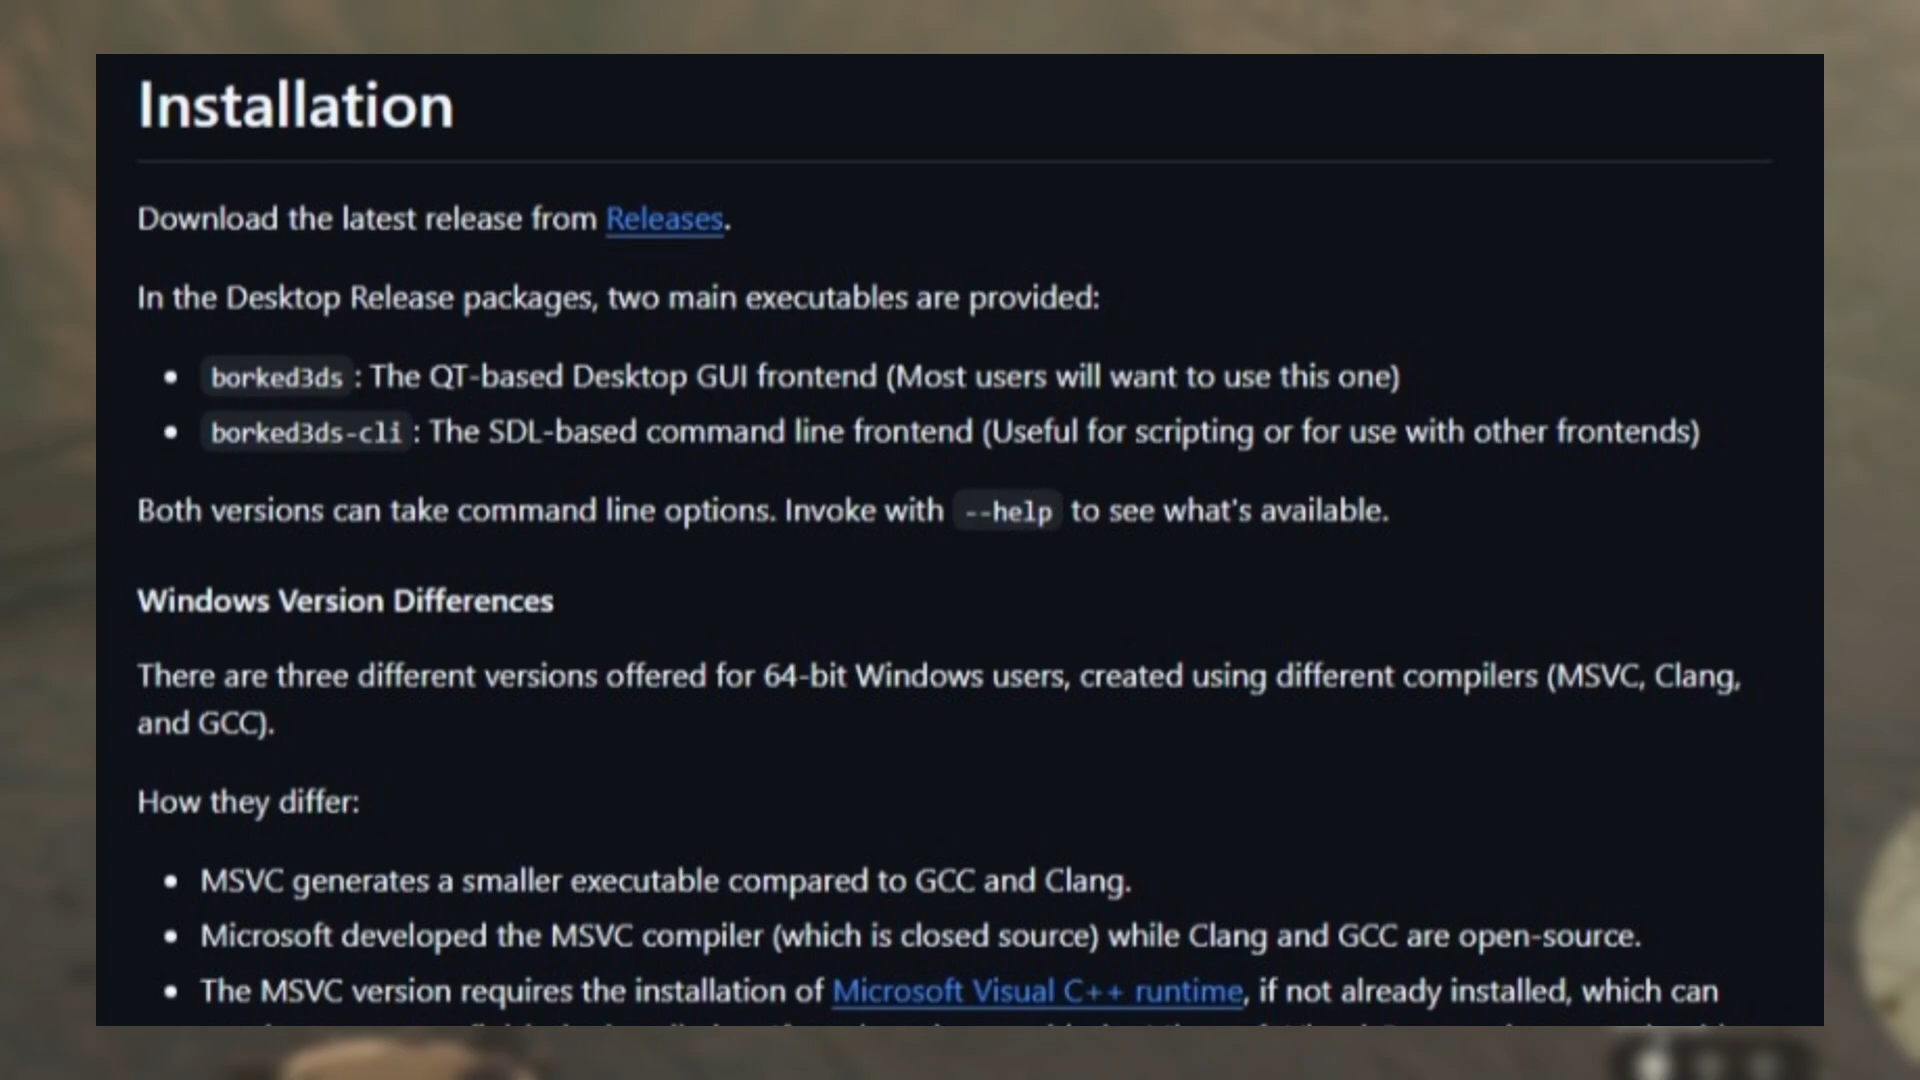 Installation
Download the latest release from Releases.
In the Desktop Release packages, two main executables are provided:
• borked3ds : The QT-based Desktop GUI frontend (Most users will want to use this one)
• borked3ds-cli : The SDL-based command line frontend (Useful for scripting or for use with other frontends)
Both versions can take command line options. Invoke with --help to see what's available.
Windows Version Differences
There are three different versions offered for 64-bit Windows users, created using different compilers (MSVC, Clang,
and GCC).
How they differ:
• MSVC generates a smaller executable compared to GCC and Clang.
• Microsoft developed the MSVC compiler (which is closed source) while Clang and GCC are open-source.
• The MSVC version requires the installation of Microsoft Visual C++ runtime, if not already installed, which can